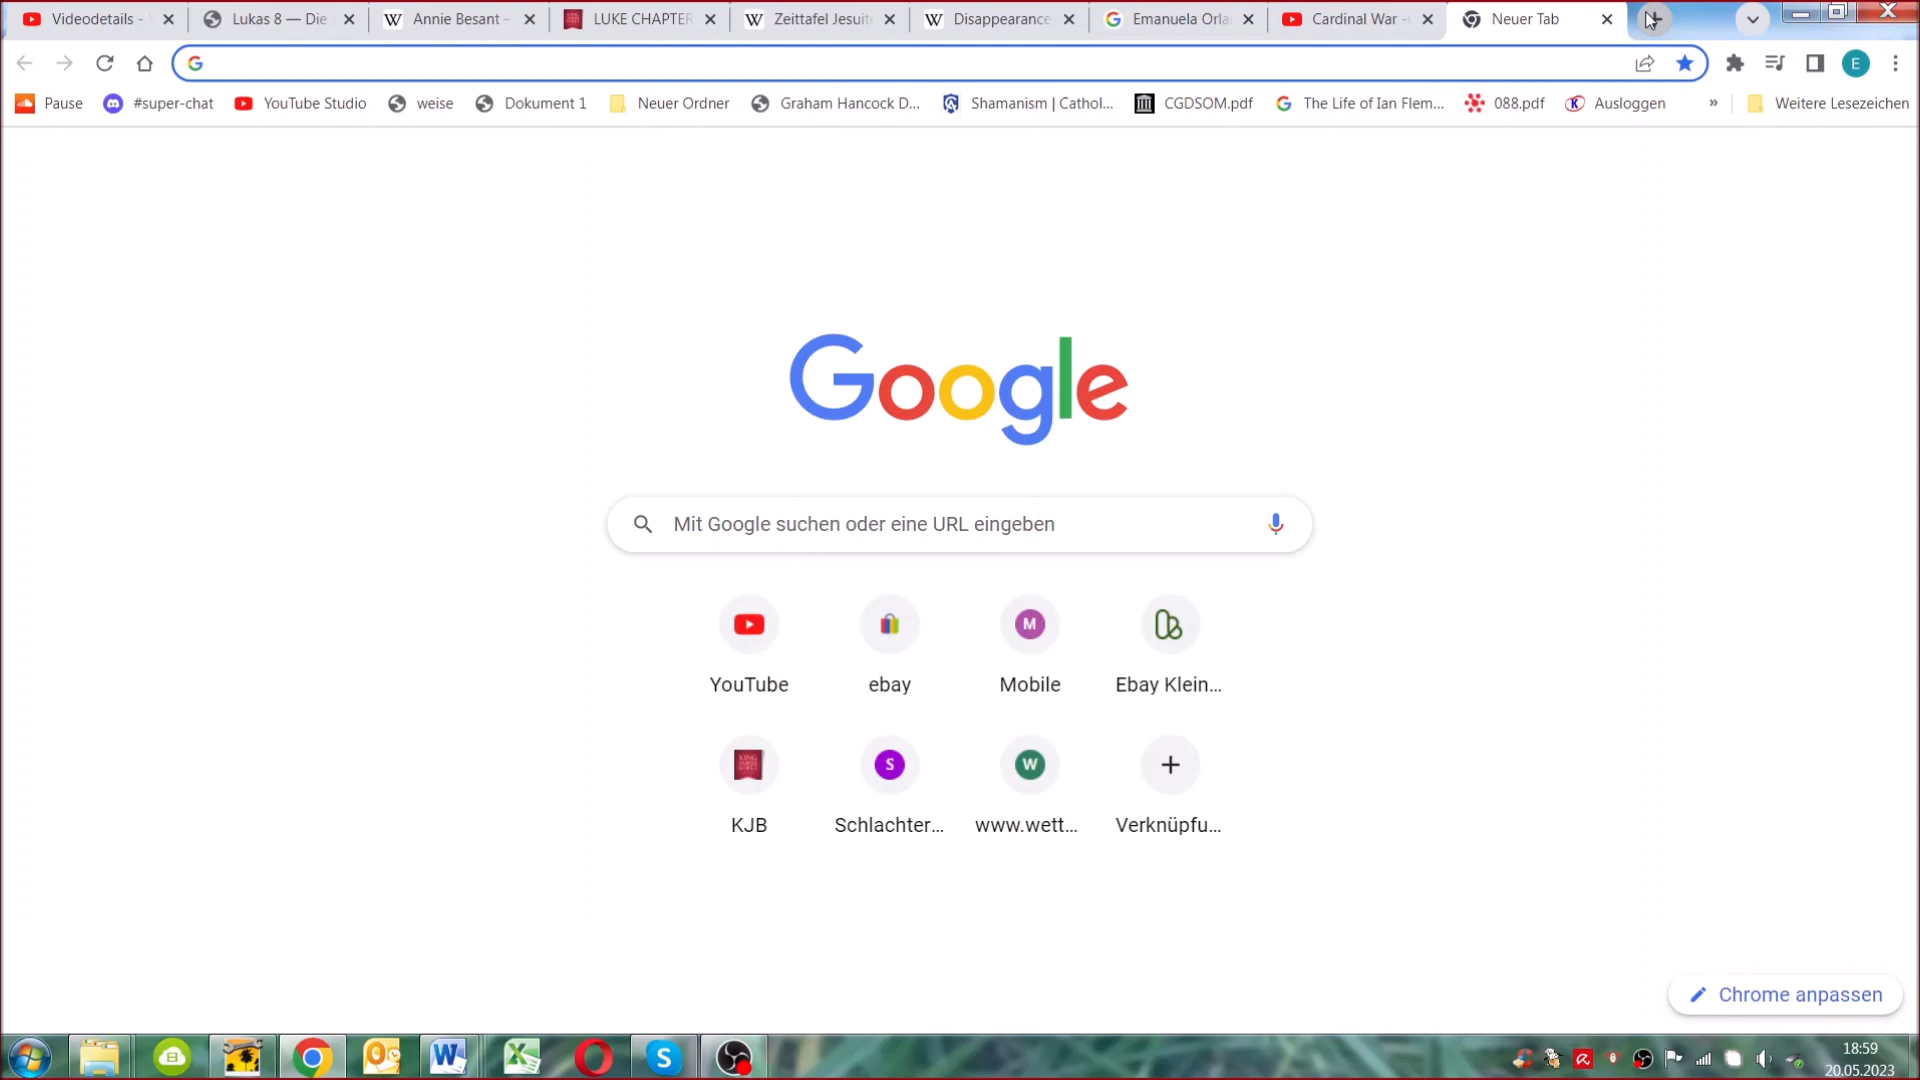 Videodetails -
Lukas 8 — Die
Annie Besant -
LUKE CHAPTER
Zeittafel Jesuit
Disappearance
Emanuela Orla
Cardinal War -
Neuer Tab
E
Pause
#super-chat
YouTube Studio
weise
Dokument 1
Neuer Ordner
Graham Hancock D...
Shamanism | Cathol...
CGDSOM.pdf
The Life of Ian Flem...
088.pdf
Ausloggen
»
Weitere Lesezeichen
Google
Mit Google suchen oder eine URL eingeben
M
YouTube
ebay
Mobile
Ebay Klein...
S
W
KJB
Schlachter...
www.wett...
Verknüpfu...
Chrome anpassen
18:59
20.05.2023